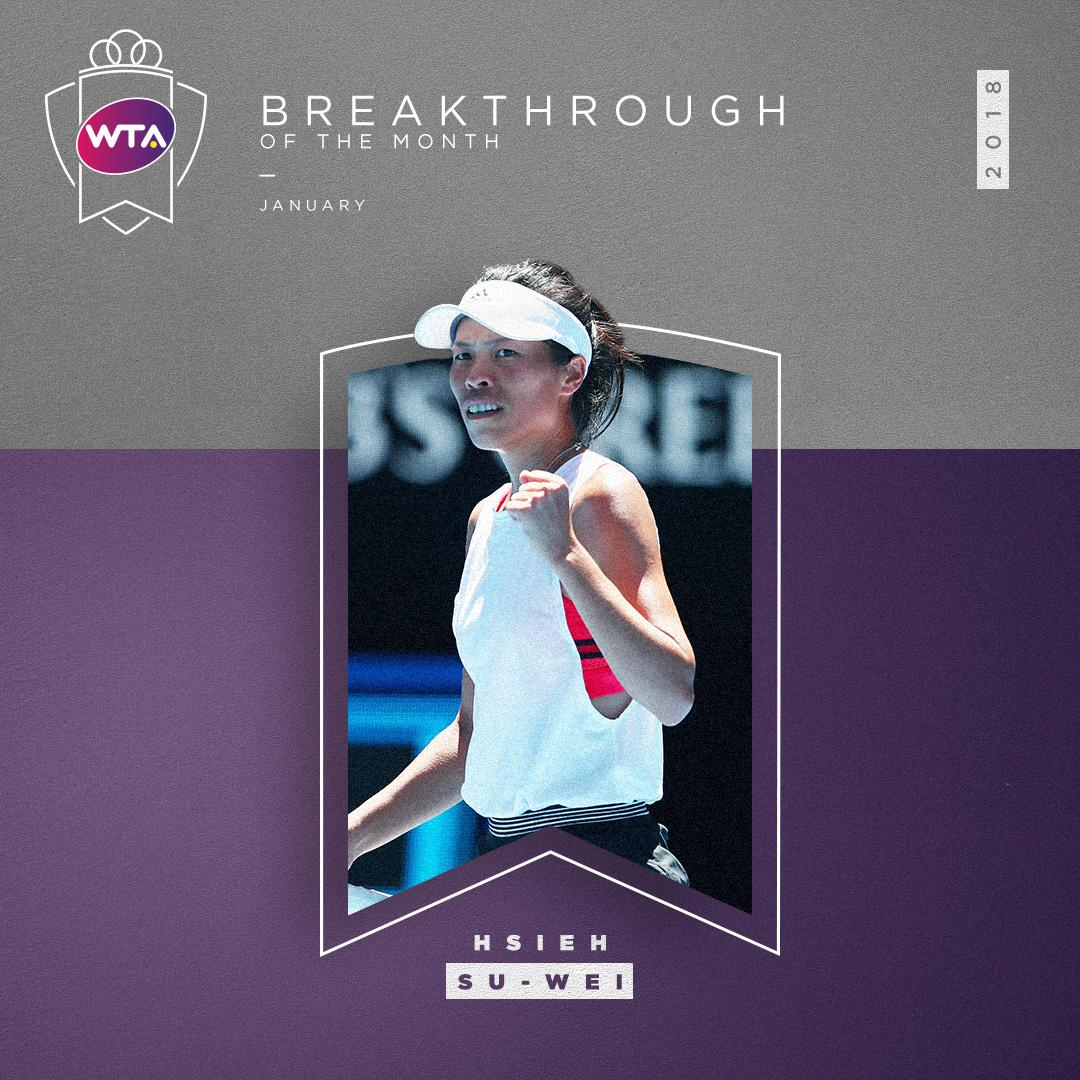 WTA
BREAKTHROUGH
OF THE MONTH
JANUARY
2018
HSIEH
SU-WEI